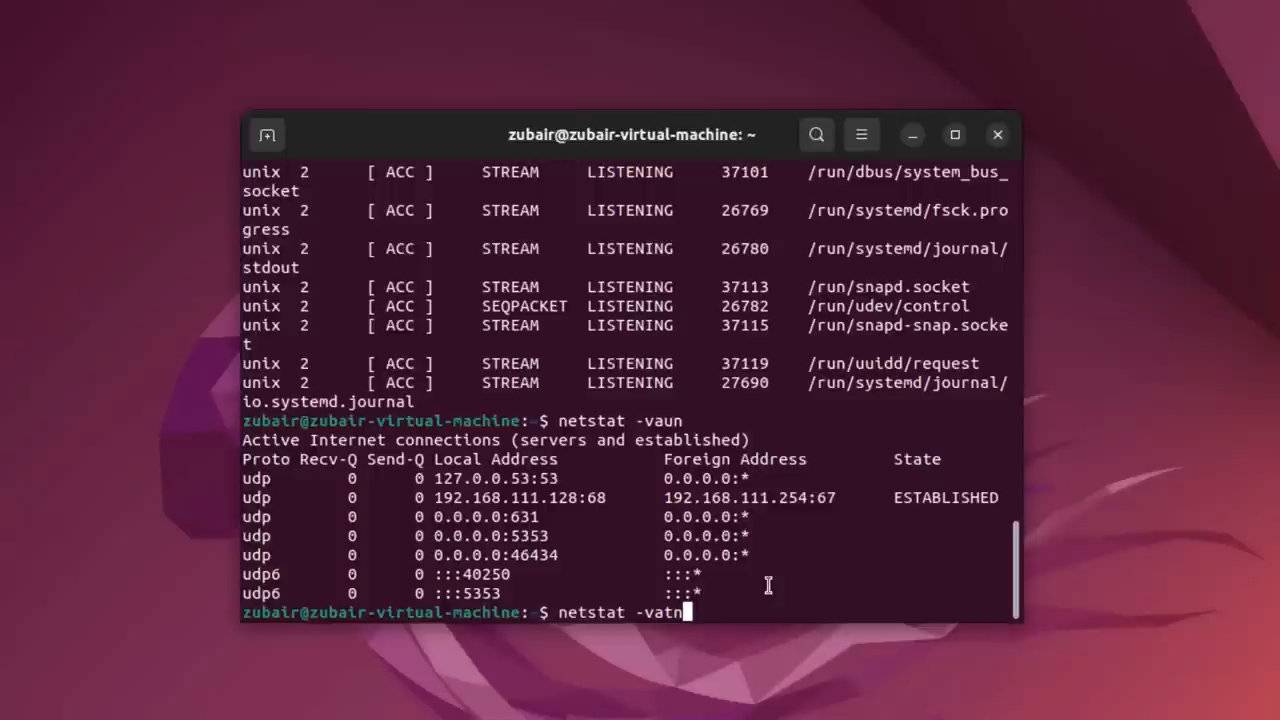 zubair@zubair-virtual-machine: ~
unix  2      [ ACC ]     STREAM     LISTENING     37101    /run/dbus/system_bus_
socket
unix  2      [ ACC ]     STREAM     LISTENING     26769    /run/systemd/fsck.pro
gress
unix  2      [ ACC ]     STREAM     LISTENING     26780    /run/systemd/journal/
stdout
unix  2      [ ACC ]     STREAM     LISTENING     37113    /run/snapd.socket
unix  2      [ ACC ]     SEQPACKET  LISTENING     26782    /run/udev/control
unix  2      [ ACC ]     STREAM     LISTENING     37115    /run/snapd-snap.socke
t
unix  2      [ ACC ]     STREAM     LISTENING     37119    /run/uuidd/request
unix  2      [ ACC ]     STREAM     LISTENING     27690    /run/systemd/journal/
io.systemd.journal
zubair@zubair-virtual-machine:~$ netstat -vaun
Active Internet connections (servers and established)
Proto Recv-Q Send-Q Local Address           Foreign Address         State
udp        0      0 127.0.0.53:53           0.0.0.0:*
udp        0      0 192.168.111.128:68      192.168.111.254:67      ESTABLISHED
udp        0      0 0.0.0.0:631             0.0.0.0:*
udp        0      0 0.0.0.0:5353            0.0.0.0:*
udp        0      0 0.0.0.0:46434           0.0.0.0:*
udp6       0      0 :::40250                :::*
udp6       0      0 :::5353                 :::*
zubair@zubair-virtual-machine:~$ netstat -vatn